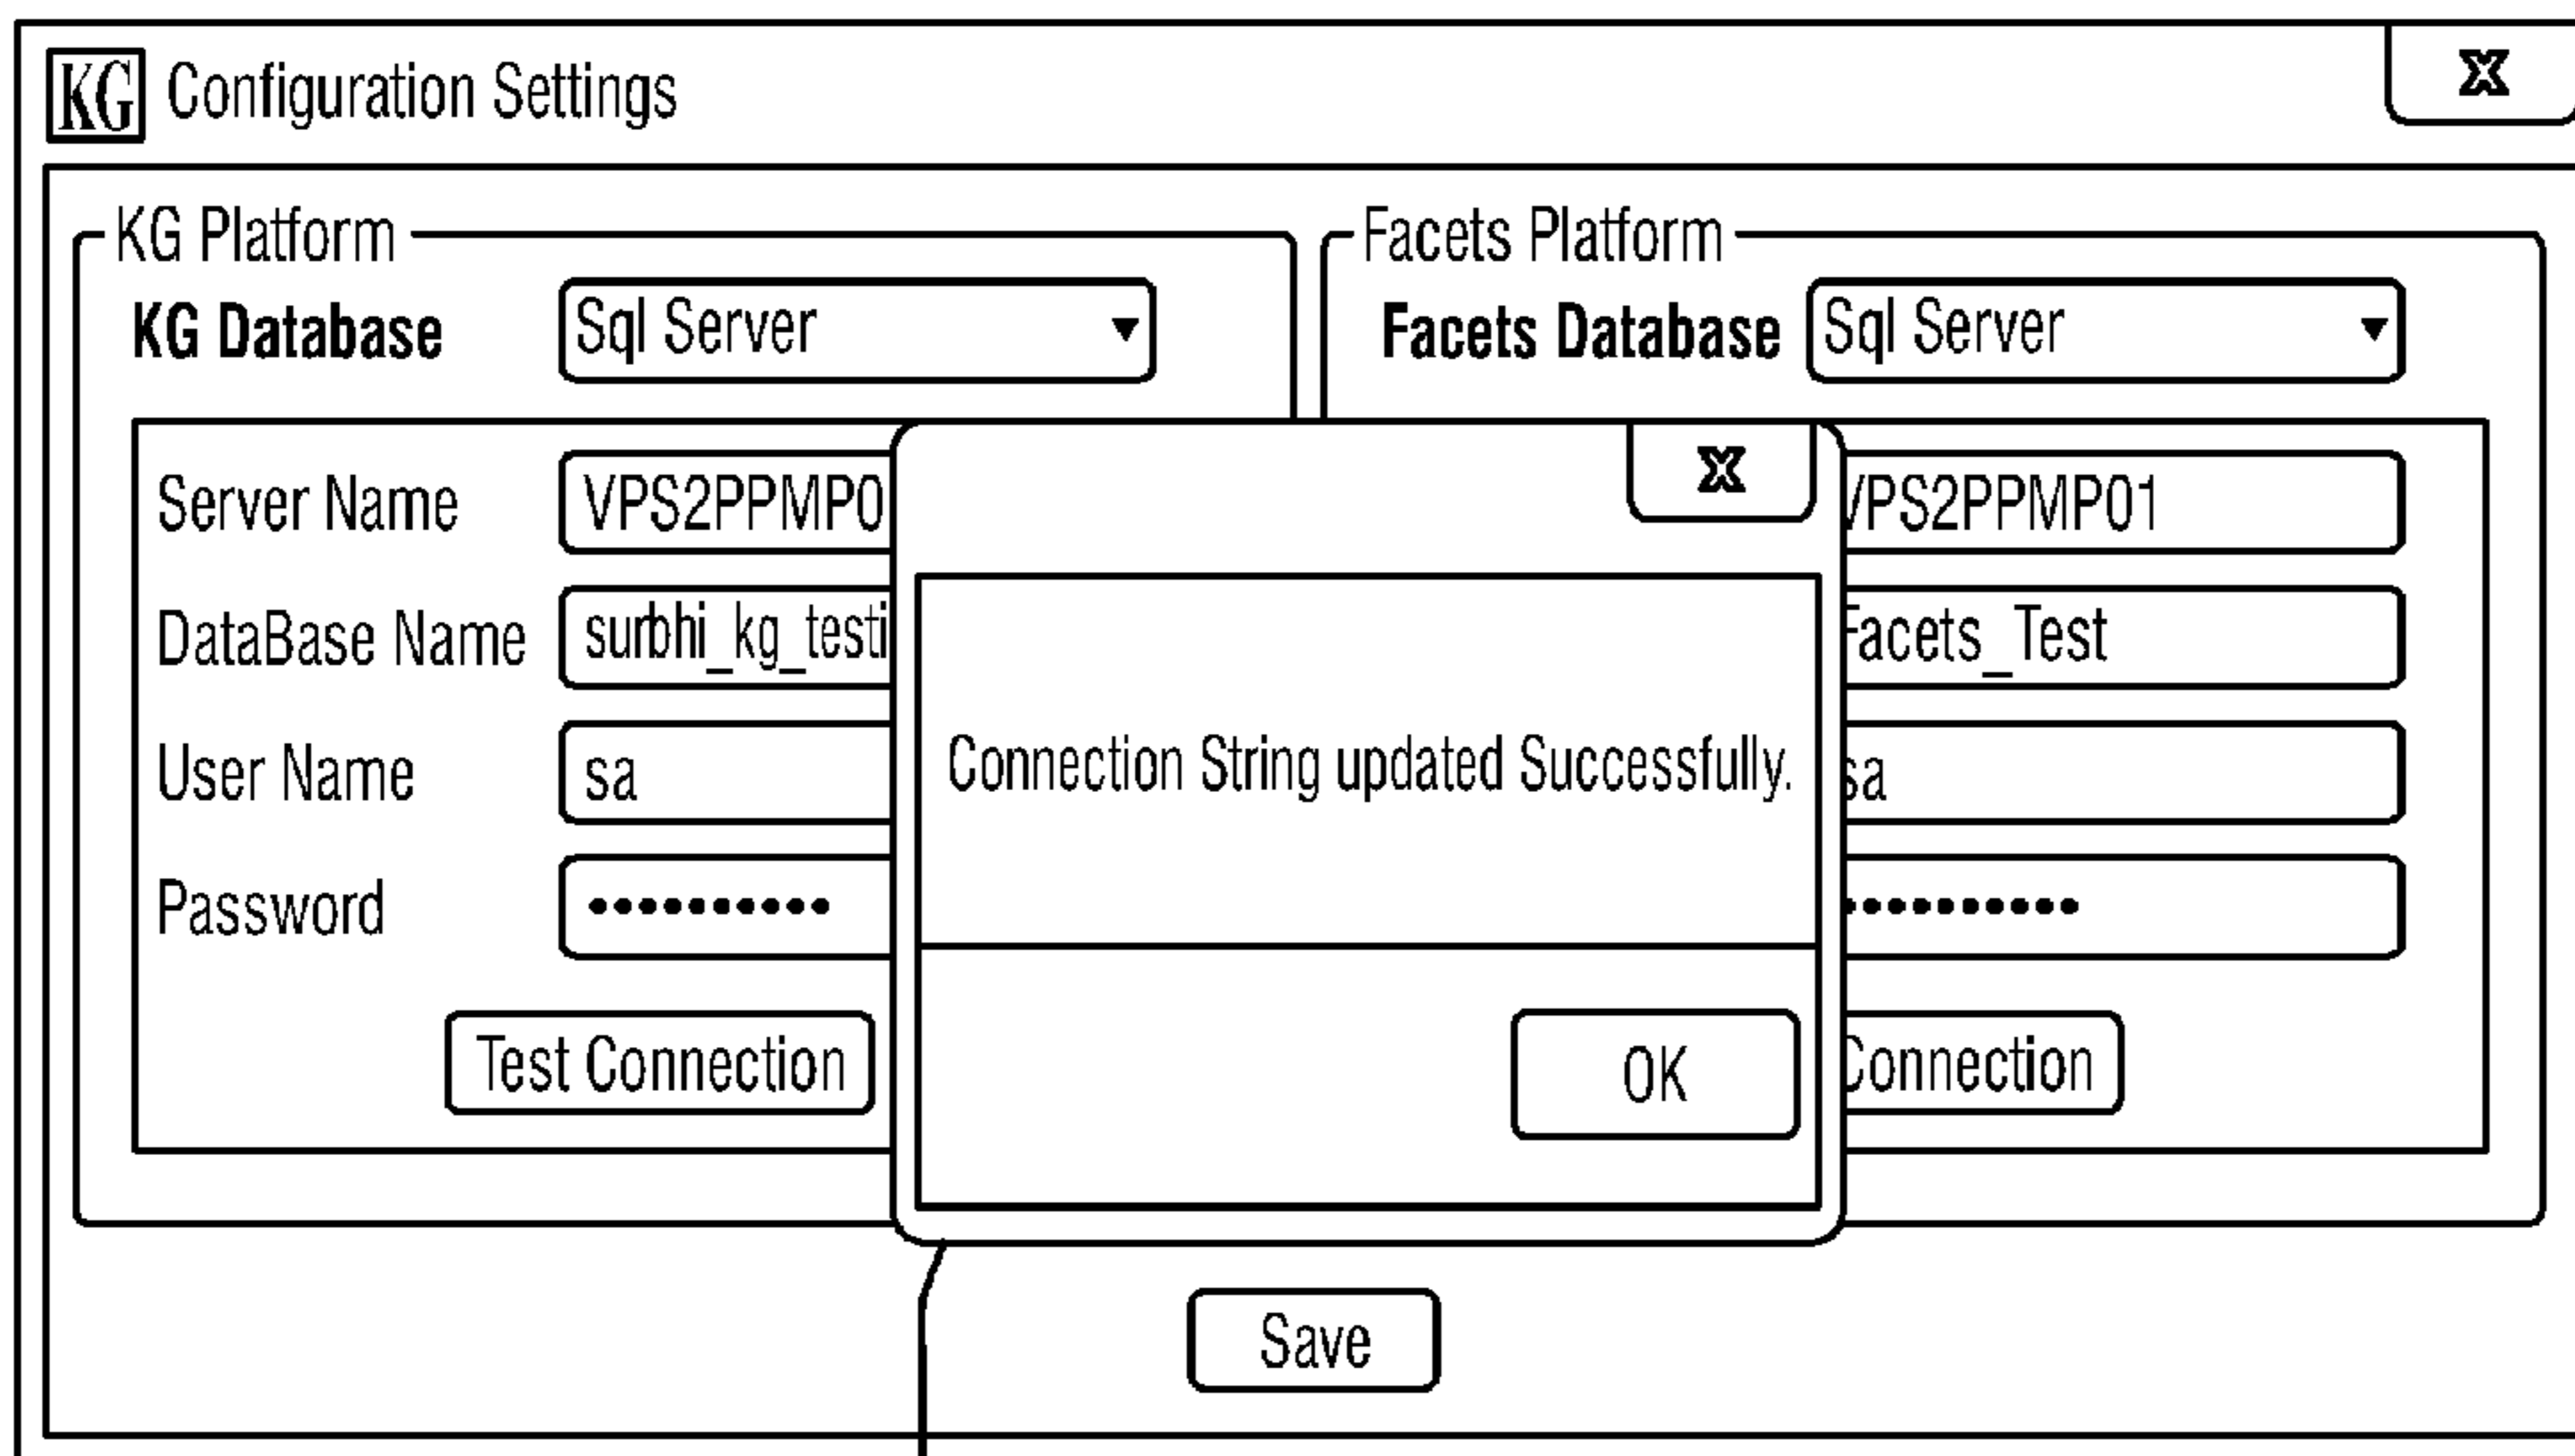 KG Configuration Settings
X
KG Platform
Facets Platform
KG Database Sql Server
Facets Database Sql Server
Server Name VPS2PPMP0
X
VPS2PPMP01
DataBase Name surbhi_kg_testi
Facets_Test
User Name sa
Connection String updated Successfully.
sa
Password
Test Connection
OK
Connection
Save